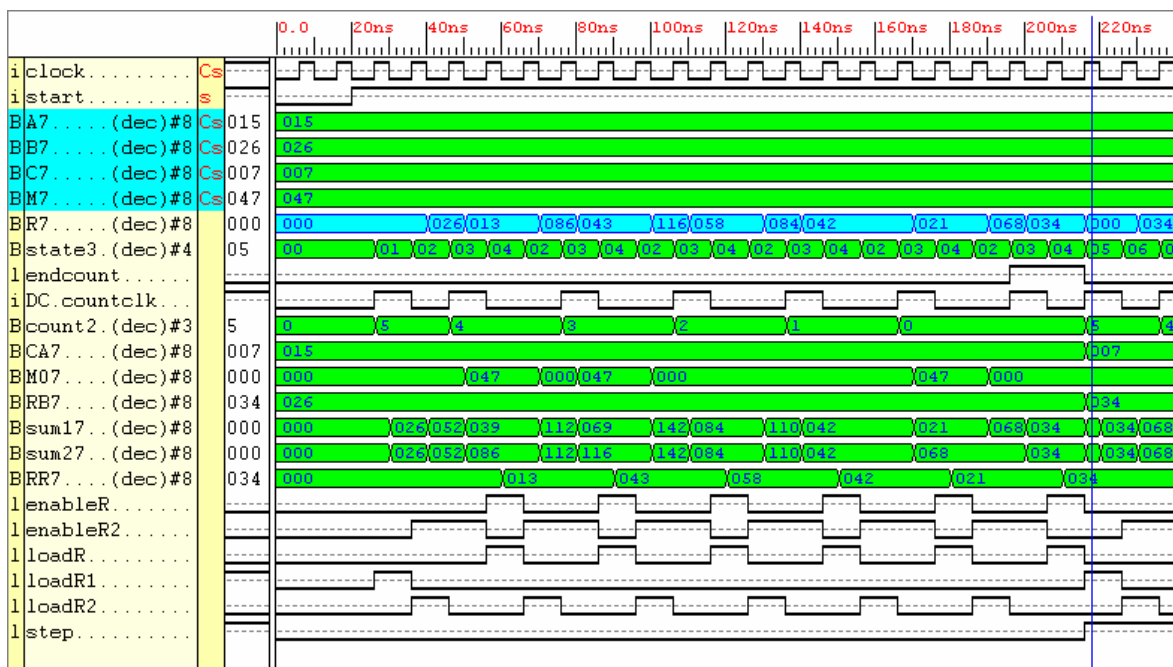 0.0 20ns 40ns 60ns 80ns 100ns 120ns 140ns 160ns 180ns 200ns 220ns
i clock.......... Cs
i start.......... s
B A7.....(dec)#8 Cs 015 015
B B7.....(dec)#8 Cs 026 026
B C7.....(dec)#8 Cs 007 007
B M7.....(dec)#8 Cs 047 047
B R7.....(dec)#8 000 000 026 013 086 043 116 058 084 042 021 068 034 000 034
B state3.(dec)#4 05 00 01 02 03 04 02 03 04 02 03 04 02 03 04 02 03 04 02 03 04 05 06 0
l endcount......
i DC.countclk...
B count2.(dec)#3 5 0 5 4 3 2 1 0 5 4
B CA7....(dec)#8 007 015 007
B M07....(dec)#8 000 000 047 000 047 000 047 000
B RB7....(dec)#8 034 026 034
B sum17..(dec)#8 000 000 026 052 039 112 069 142 084 110 042 021 068 034 034 068
B sum27..(dec)#8 000 000 026 052 086 112 116 142 084 110 042 068 034 034 068
B RR7....(dec)#8 034 000 013 043 058 042 021 034
l enableR.......
l enableR2......
l loadR.........
l loadR1........
l loadR2........
l step..........